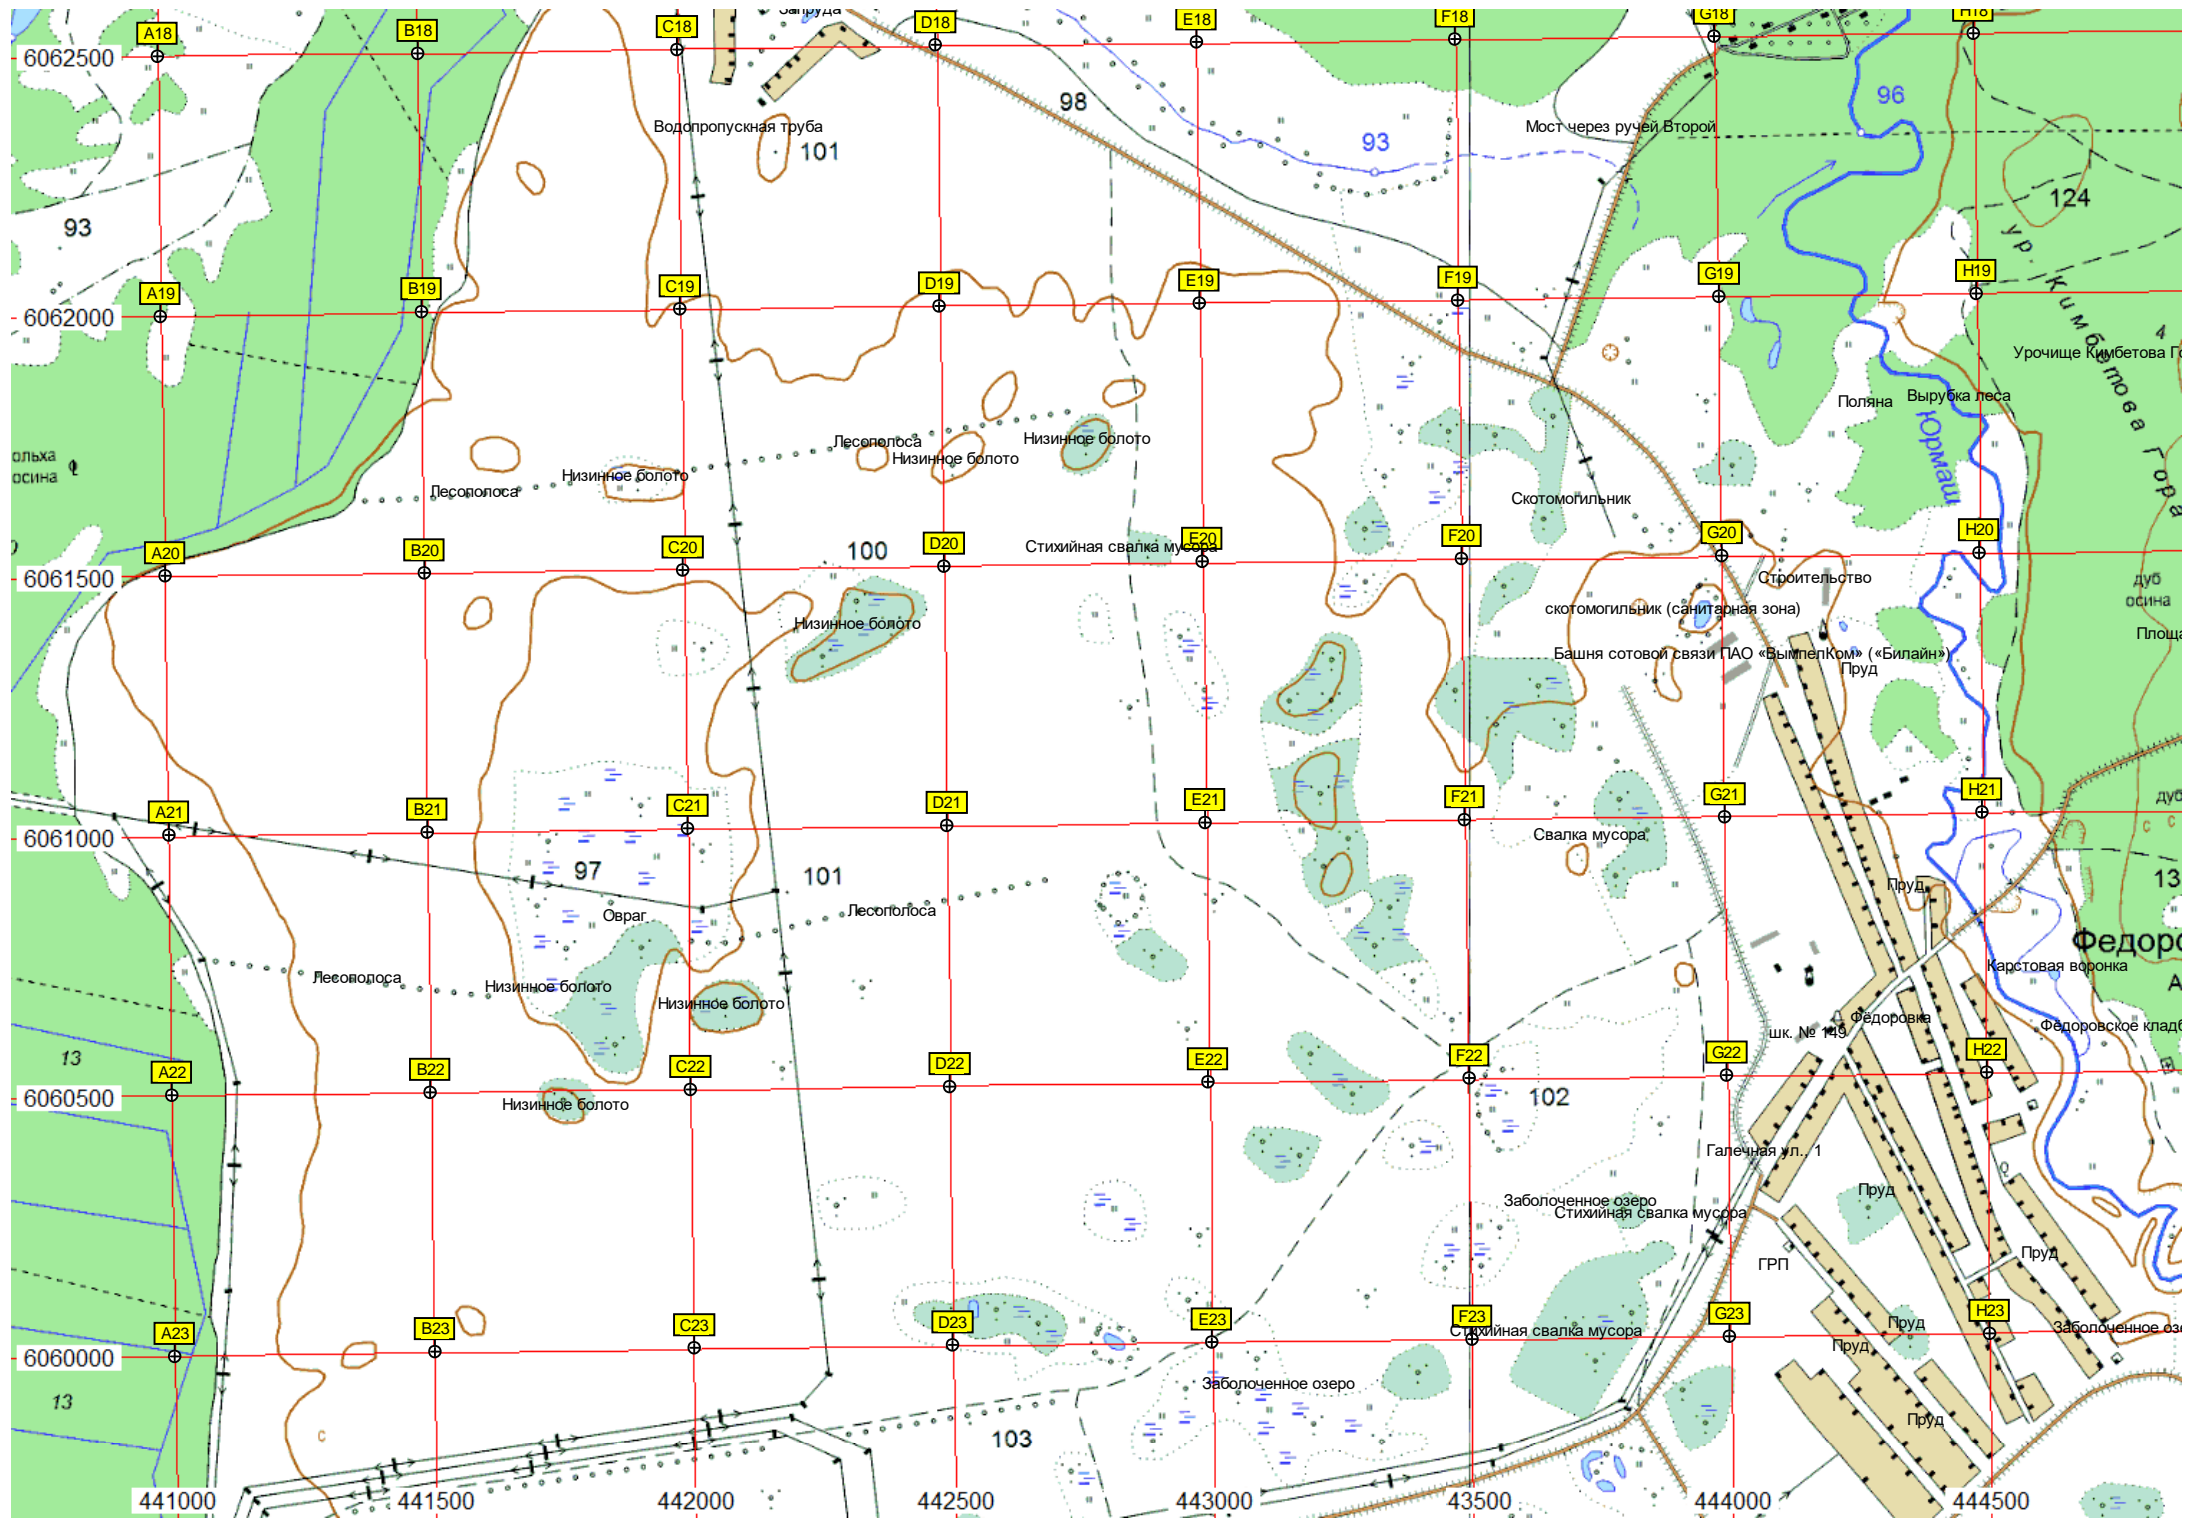 A18
B18
C18
Запруда
D18
E18
F18
G18
H18
6062500
96
98
Водопропускная труба
101
93
Мост через ручей Второй
93
124
ур. Кимбетова Гора
A19
B19
C19
D19
E19
F19
G19
H19
6062000
4
Урочище Кимбетова Го
Поляна
Вырубка леса
Юрмаш
ольха
осина
Лесополоса
Низинное болото
Низинное болото
Низинное болото
Лесополоса
Скотомогильник
A20
B20
C20
100
D20
Стихийная свалка мусора
E20
F20
G20
H20
6061500
Строительство
дуб
осина
скотомогильник (санитарная зона)
Низинное болото
Площа
Башня сотовой связи ПАО «ВымпелКом» («Билайн»)
Пруд
A21
B21
C21
D21
E21
F21
G21
H21
дуб
6061000
Свалка мусора
с с
97
101
13
Пруд
Овраг
Лесополоса
Федоро
Карстовая воронка
Лесополоса
Низинное болото
Низинное болото
А
Фёдоровка
Фёдоровское кладб
шк. № 149
13
A22
B22
C22
D22
E22
F22
G22
H22
6060500
Низинное болото
102
Галечная ул., 1
Заболоченное озеро
Стихийная свалка мусора
Пруд
Пруд
ГРП
A23
B23
C23
D23
E23
F23
G23
H23
Стихийная свалка мусора
Пруд
Заболоченное озе
Пруд
6060000
Заболоченное озеро
13
Пруд
с
103
441000
441500
442000
442500
443000
43500
444000
444500